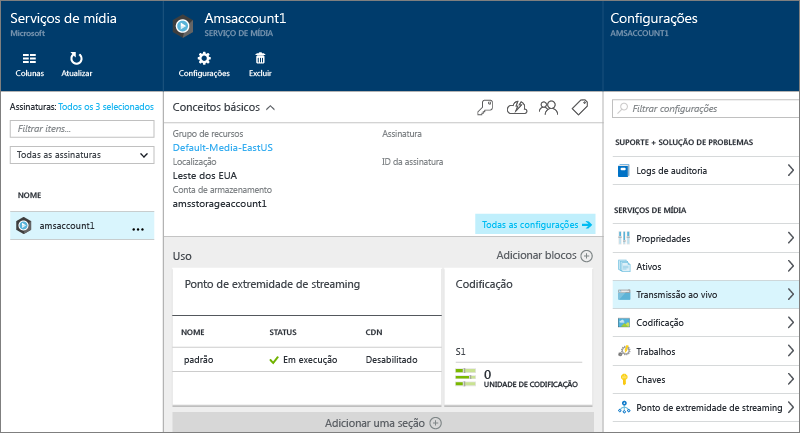 Serviços de mídia
Microsoft
Colunas
Atualizar
Assinaturas: Todos os 3 selecionados
Filtrar itens...
Todas as assinaturas
NOME
amsaccount1
...
Amsaccount1
SERVIÇO DE MÍDIA
Configurações
Excluir
Conceitos básicos
Grupo de recursos
Default-Media-EastUS
Localização
Leste dos EUA
Conta de armazenamento
amsstorageaccount1
Assinatura
ID da assinatura
Todas as configurações
Uso
Adicionar blocos
Ponto de extremidade de streaming
NOME STATUS CDN
padrão Em execução Desabilitado
Codificação
S1
0
UNIDADE DE CODIFICAÇÃO
Adicionar uma seção
Configurações
AMSACCOUNT1
Filtrar configurações
SUPORTE + SOLUÇÃO DE PROBLEMAS
Logs de auditoria
SERVIÇOS DE MÍDIA
Propriedades
Ativos
Transmissão ao vivo
Codificação
Trabalhos
Chaves
Ponto de extremidade de streaming